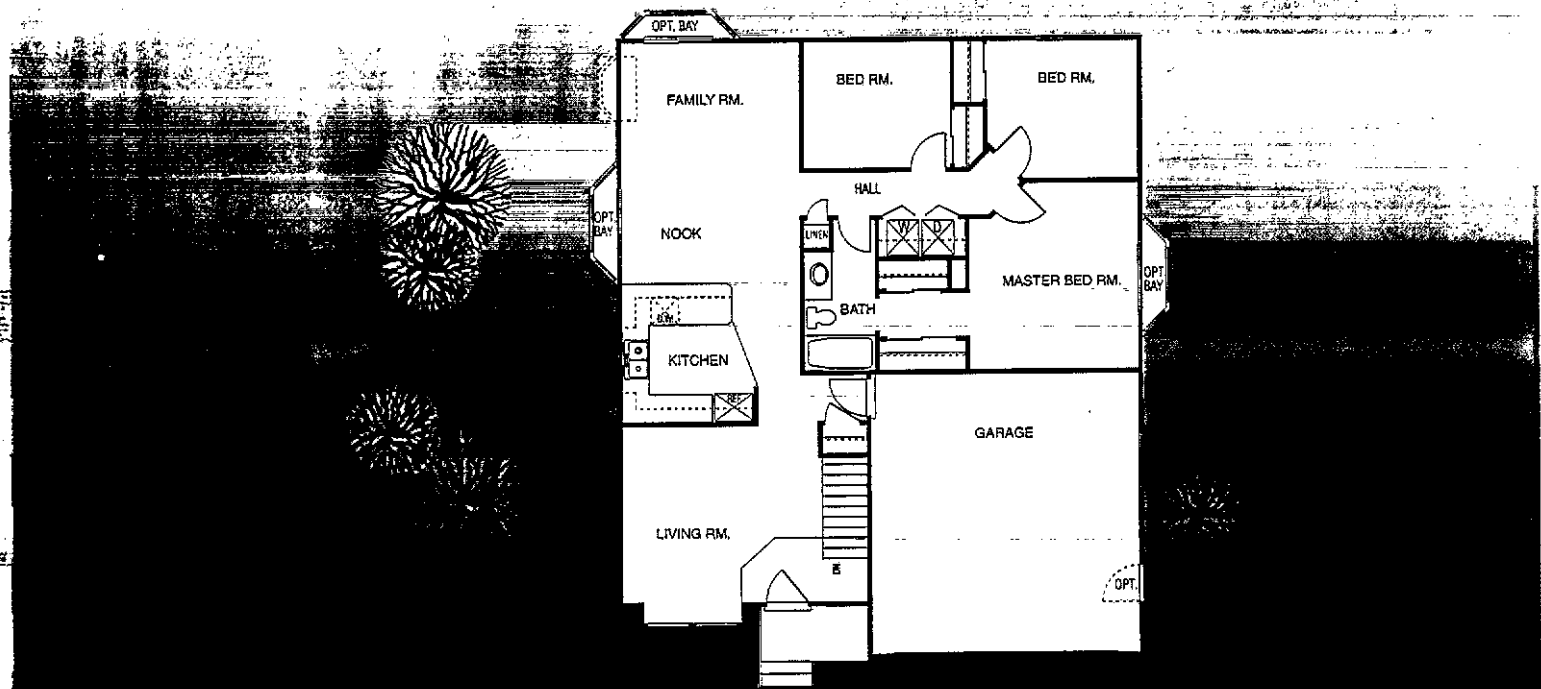 OPT. BAY
BED RM.
BED RM.
FAMILY RM.
HALL
OPT.
BAY
NOOK
LINEN
W
D
MASTER BED RM.
OPT.
BAY
BATH
D.W.
KITCHEN
REF.
GARAGE
LIVING RM.
DN
OPT.